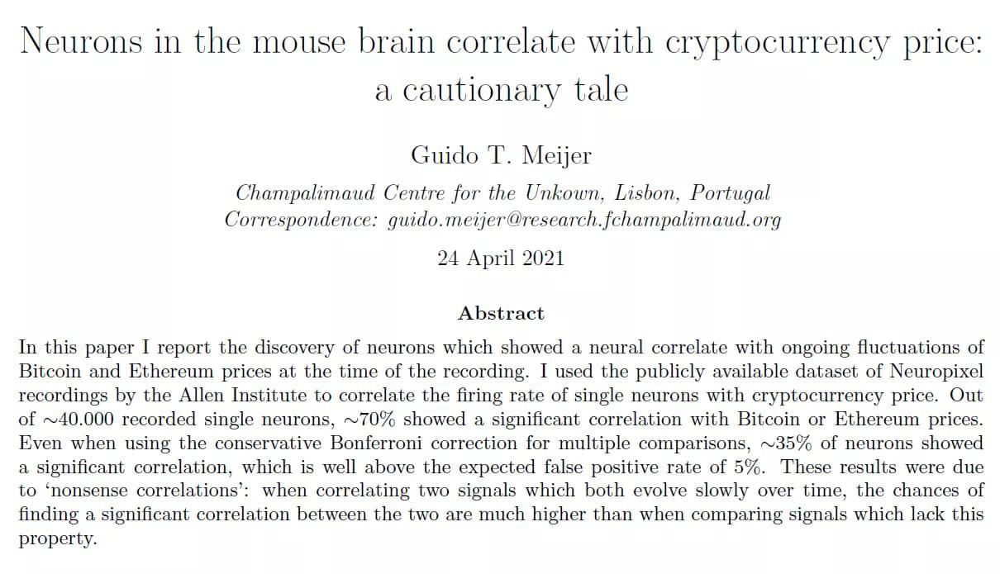 Neurons in the mouse brain correlate with cryptocurrency price:
a cautionary tale
Guido T. Meijer
Champalimaud Centre for the Unkown, Lisbon, Portugal
Correspondence: guido.meijer@research.fchampalimaud.org
24 April 2021
Abstract
In this paper I report the discovery of neurons which showed a neural correlate with ongoing fluctuations of
Bitcoin and Ethereum prices at the time of the recording. I used the publicly available dataset of Neuropixel
recordings by the Allen Institute to correlate the firing rate of single neurons with cryptocurrency price. Out
of ~40.000 recorded single neurons, ~70% showed a significant correlation with Bitcoin or Ethereum prices.
Even when using the conservative Bonferroni correction for multiple comparisons, ~35% of neurons showed
a significant correlation, which is well above the expected false positive rate of 5%. These results were due
to ‘nonsense correlations’: when correlating two signals which both evolve slowly over time, the chances of
finding a significant correlation between the two are much higher than when comparing signals which lack this
property.